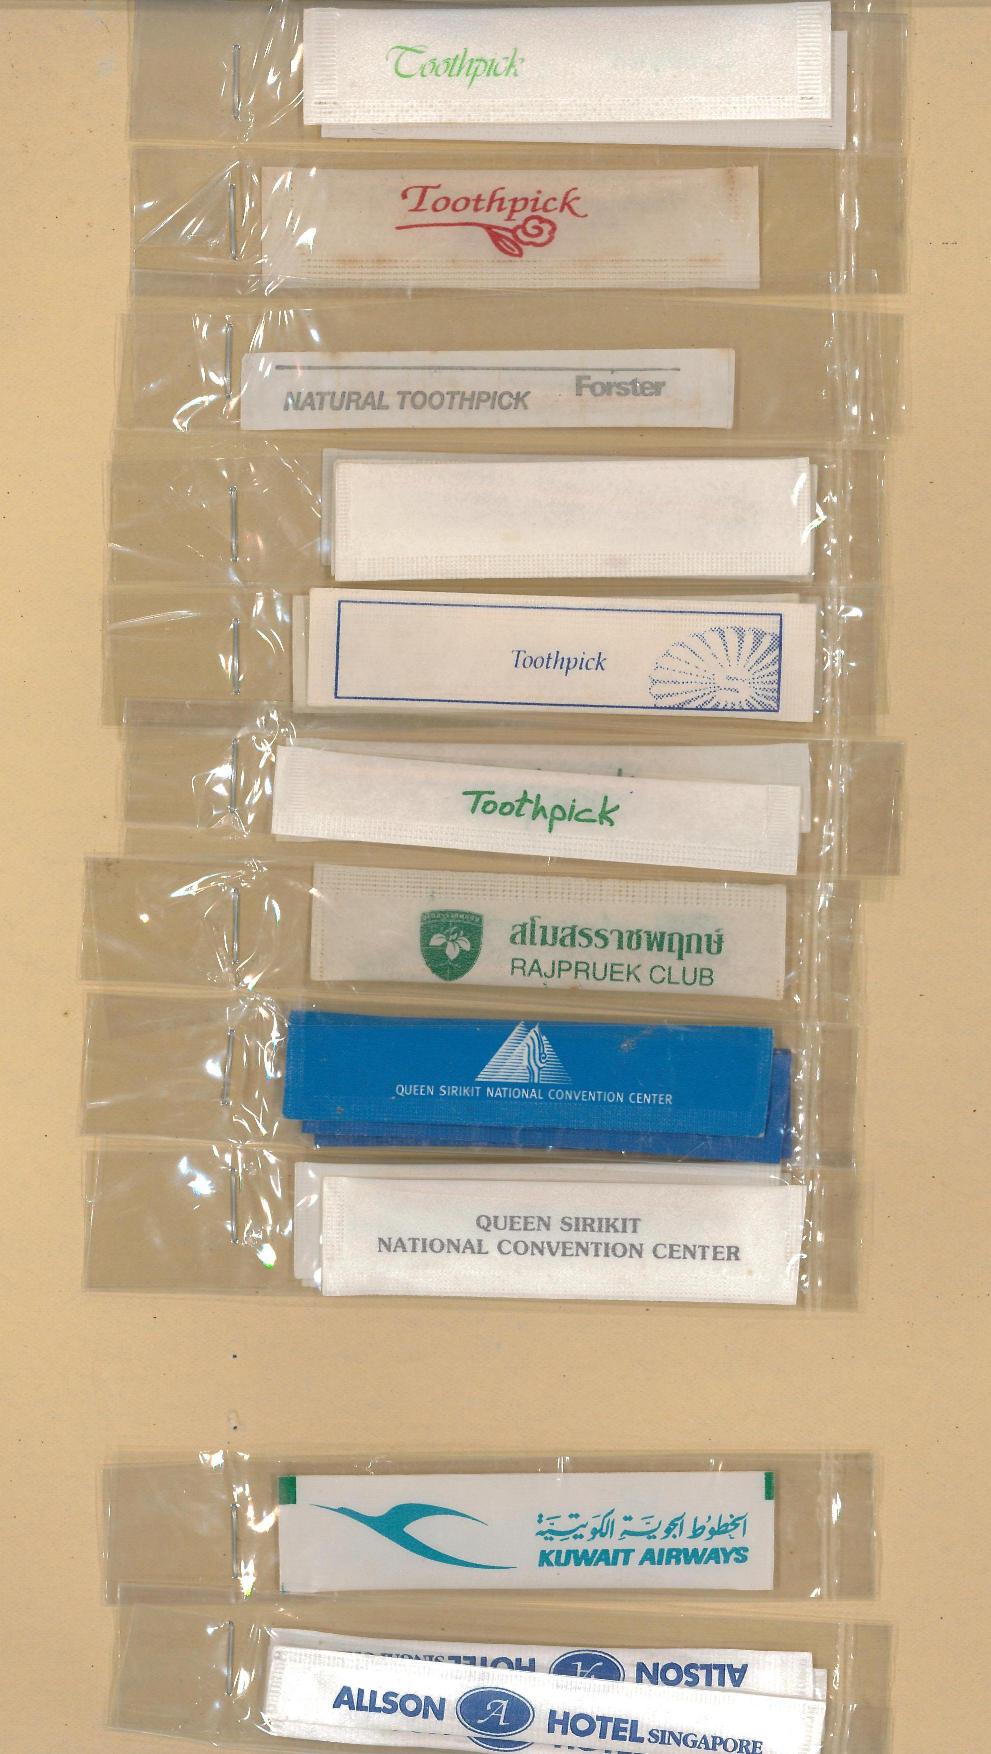 Toothpick
Toothpick
NATURAL TOOTHPICK Forster
Toothpick
Toothpick
สโมสรราชพฤกษ์
RAJPRUEK CLUB
QUEEN SIRIKIT NATIONAL CONVENTION CENTER
QUEEN SIRIKIT
NATIONAL CONVENTION CENTER
الخطوط الجوية الكويتية
KUWAIT AIRWAYS
ALLSON A HOTEL
ALLSON A HOTEL SINGAPORE